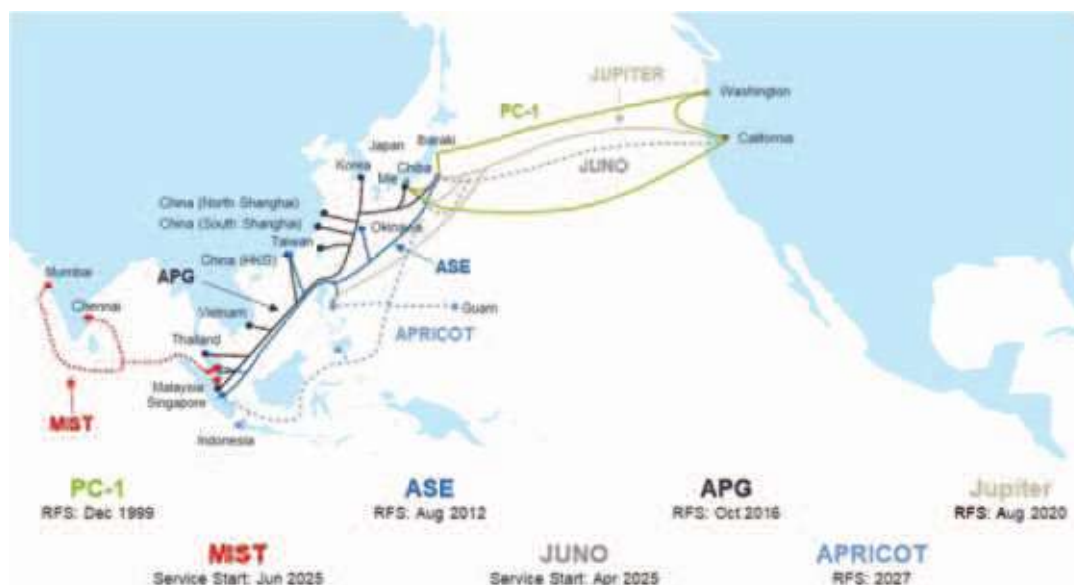 JUPITER
Washington
PC-1
California
Ibaraki
Japan
JUNO
Korea
Chiba
Mie
China (North Shanghai)
China (South Shanghai)
Okinawa
Taiwan
China (HKG)
ASE
Mumbai
APG
Chennai
Guam
Vietnam
APRICOT
Thailand
Malaysia
Singapore
MIST
Indonesia
PC-1 ASE APG Jupiter
RFS: Dec 1999 RFS: Aug 2012 RFS: Oct 2016 RFS: Aug 2020
MIST JUNO APRICOT
Service Start: Jun 2025 Service Start: Apr 2025 RFS: 2027